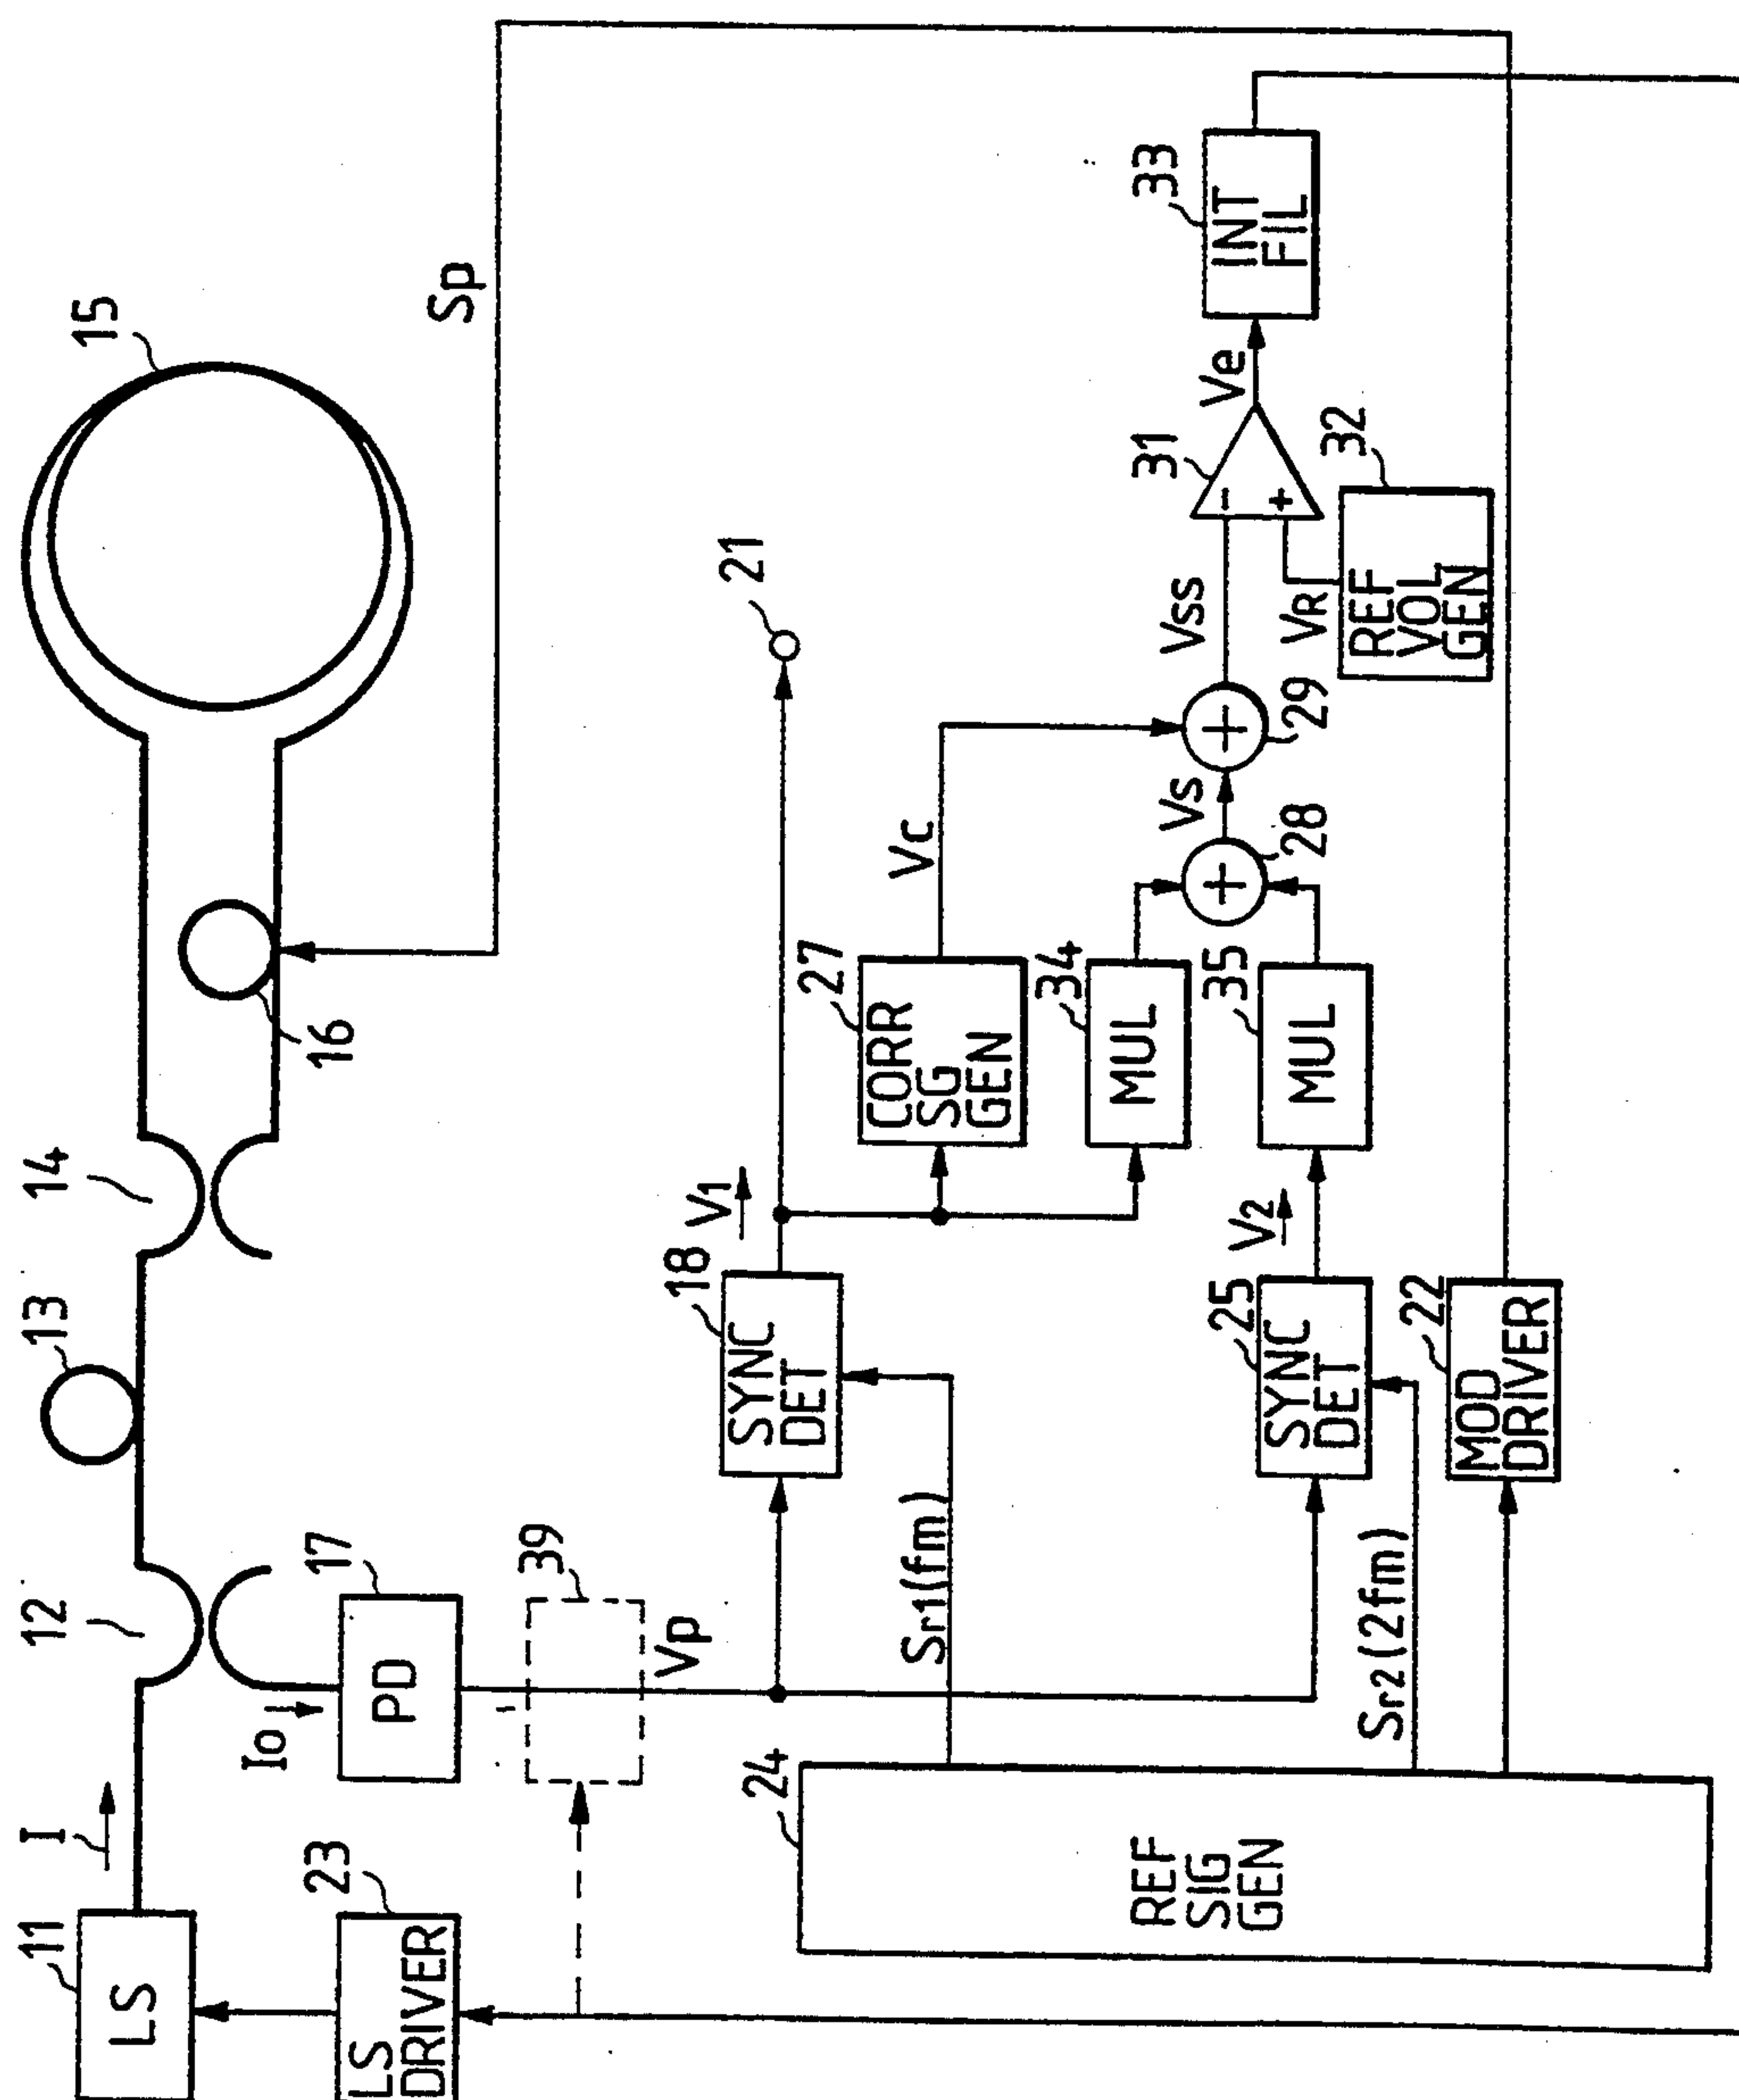 11
LS
I
12
13
14
15
16
Sp
Io
17
PD
23
LS
DRIVER
39
Vp
18
SYNC
DET
V1
21
Sr1(fm)
27
CORR
SG
GEN
Vc
34
MUL
35
MUL
28
+
Vs
29
+
Vss
31
-
+
Ve
VR
32
REF
VOL
GEN
33
INT
FIL
25
SYNC
DET
V2
Sr2(2fm)
22
MOD
DRIVER
24
REF
SIG
GEN